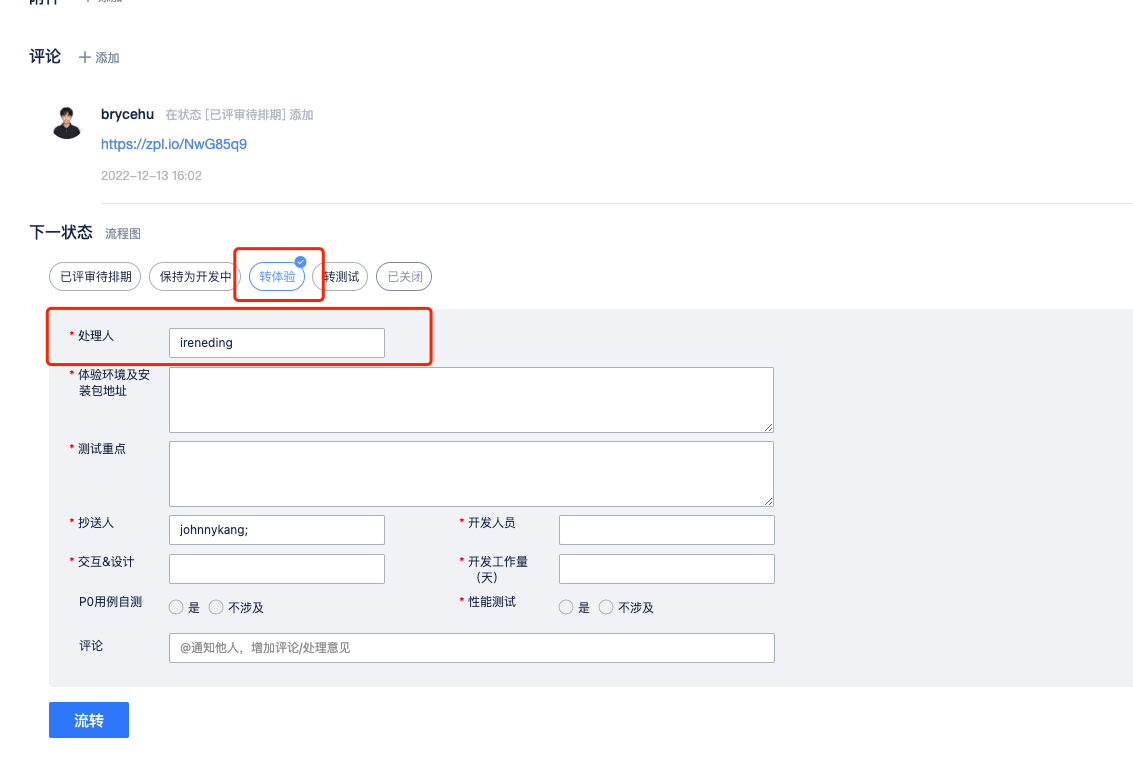 评论 添加
brycehu 在状态 [已评审待排期] 添加
https://zpl.io/NwG85q9
2022-12-13 16:02
下一状态 流程图
已评审待排期 保持为开发中 转体验 转测试 已关闭
* 处理人 ireneding
* 体验环境及安
装包地址
* 测试重点
* 抄送人 johnnykang; * 开发人员
* 交互&设计 * 开发工作量
(天)
P0用例自测 是 不涉及 * 性能测试 是 不涉及
评论 @通知他人，增加评论/处理意见
流转